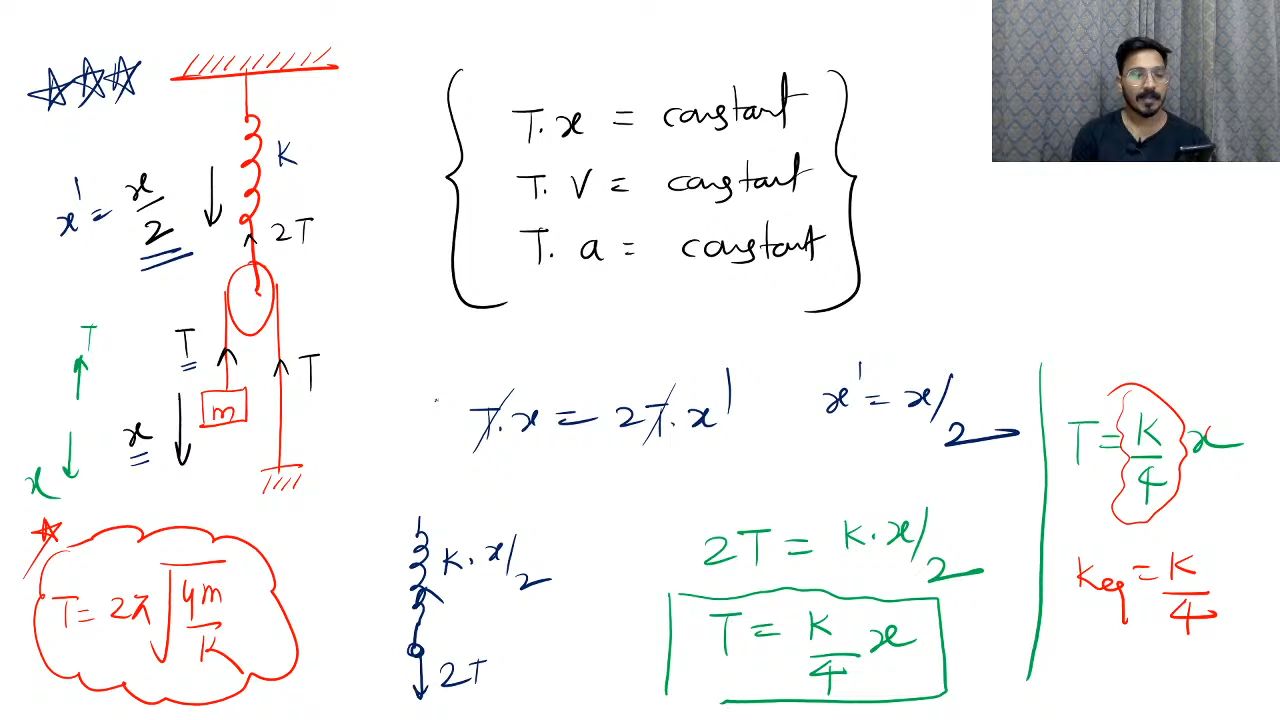 T. x = constant
T. v = constant
T. a = constant
K
x' = x/2
2T
T
T
T
m
x
x
T.x = 2T.x'
x' = x/2
T = K/4 x
Keq = K/4
K. x/2
2T
2T = K. x/2
T = K/4 x
T = 2π√(4m/K)